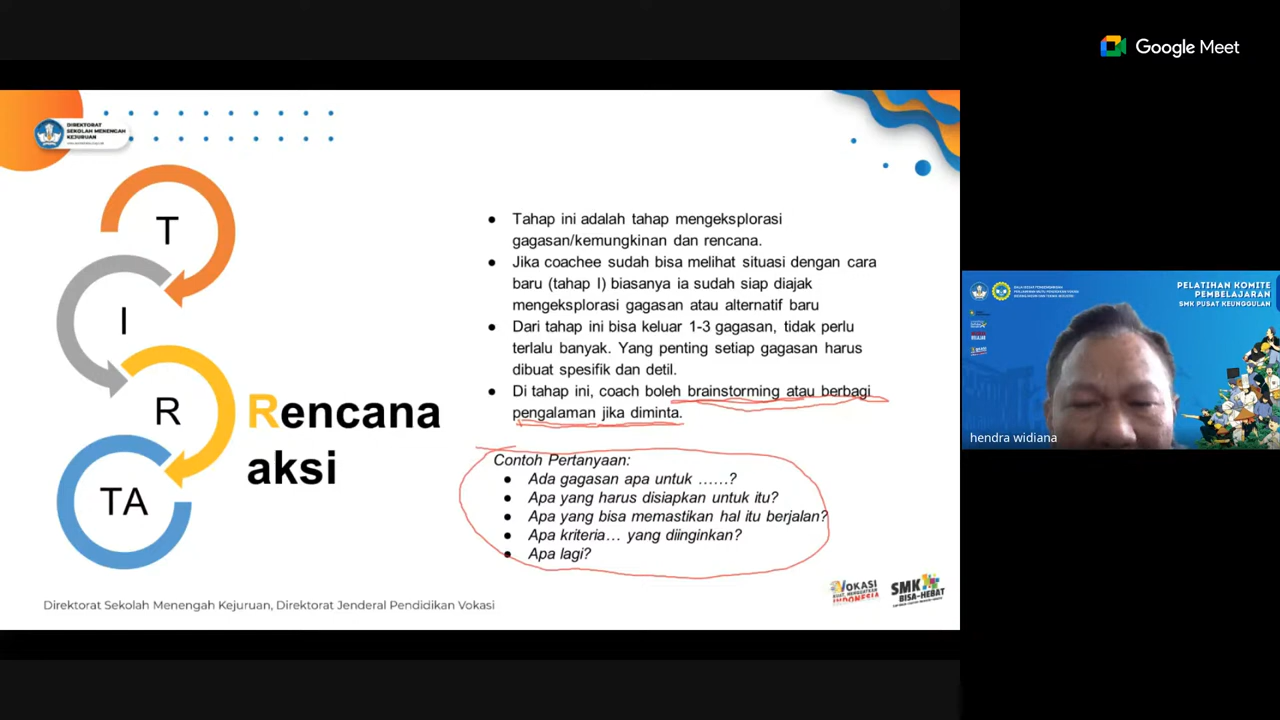 Google Meet
DIREKTORAT
SEKOLAH MENENGAH
KEJURUAN
T
I
R
TA
Rencana
aksi
● Tahap ini adalah tahap mengeksplorasi
gagasan/kemungkinan dan rencana.
● Jika coachee sudah bisa melihat situasi dengan cara
baru (tahap I) biasanya ia sudah siap diajak
mengeksplorasi gagasan atau alternatif baru
● Dari tahap ini bisa keluar 1-3 gagasan, tidak perlu
terlalu banyak. Yang penting setiap gagasan harus
dibuat spesifik dan detil.
● Di tahap ini, coach boleh brainstorming atau berbagi
pengalaman jika diminta.
Contoh Pertanyaan:
● Ada gagasan apa untuk ……?
● Apa yang harus disiapkan untuk itu?
● Apa yang bisa memastikan hal itu berjalan?
● Apa kriteria… yang diinginkan?
● Apa lagi?
VOKASI
INDONESIA
SMK
BISA-HEBAT
Direktorat Sekolah Menengah Kejuruan, Direktorat Jenderal Pendidikan Vokasi
PELATIHAN KOMITE
PEMBELAJARAN
SMK PUSAT KEUNGGULAN
hendra widiana